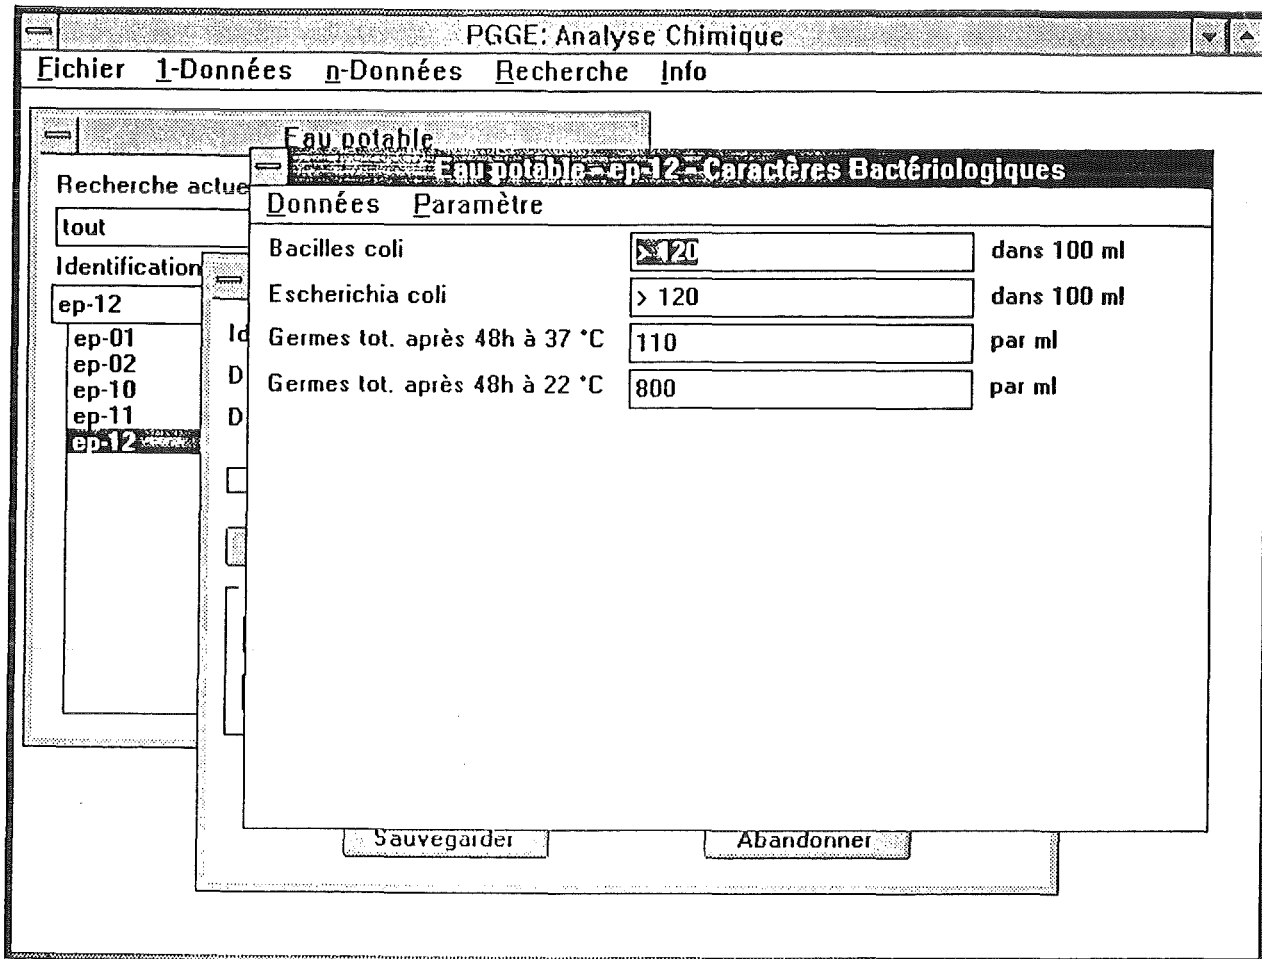 PGGE: Analyse Chimique
Fichier 1-Données n-Données Recherche Info
Eau potable
Recherche actue
tout
Identification
ep-12
ep-01
ep-02
ep-10
ep-11
ep-12
Id
D
D
Eau potable - ep-12 - Caractères Bactériologiques
Données Paramètre
Bacilles coli > 120 dans 100 ml
Escherichia coli > 120 dans 100 ml
Germes tot. après 48h à 37 °C 110 par ml
Germes tot. après 48h à 22 °C 800 par ml
Sauvegarder Abandonner